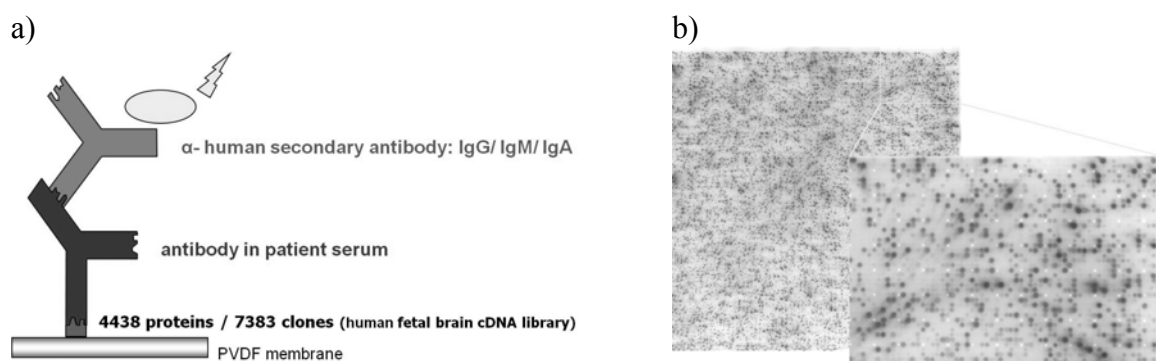 a)
b)
α- human secondary antibody: IgG/ IgM/ IgA
antibody in patient serum
4438 proteins / 7383 clones (human fetal brain cDNA library)
PVDF membrane